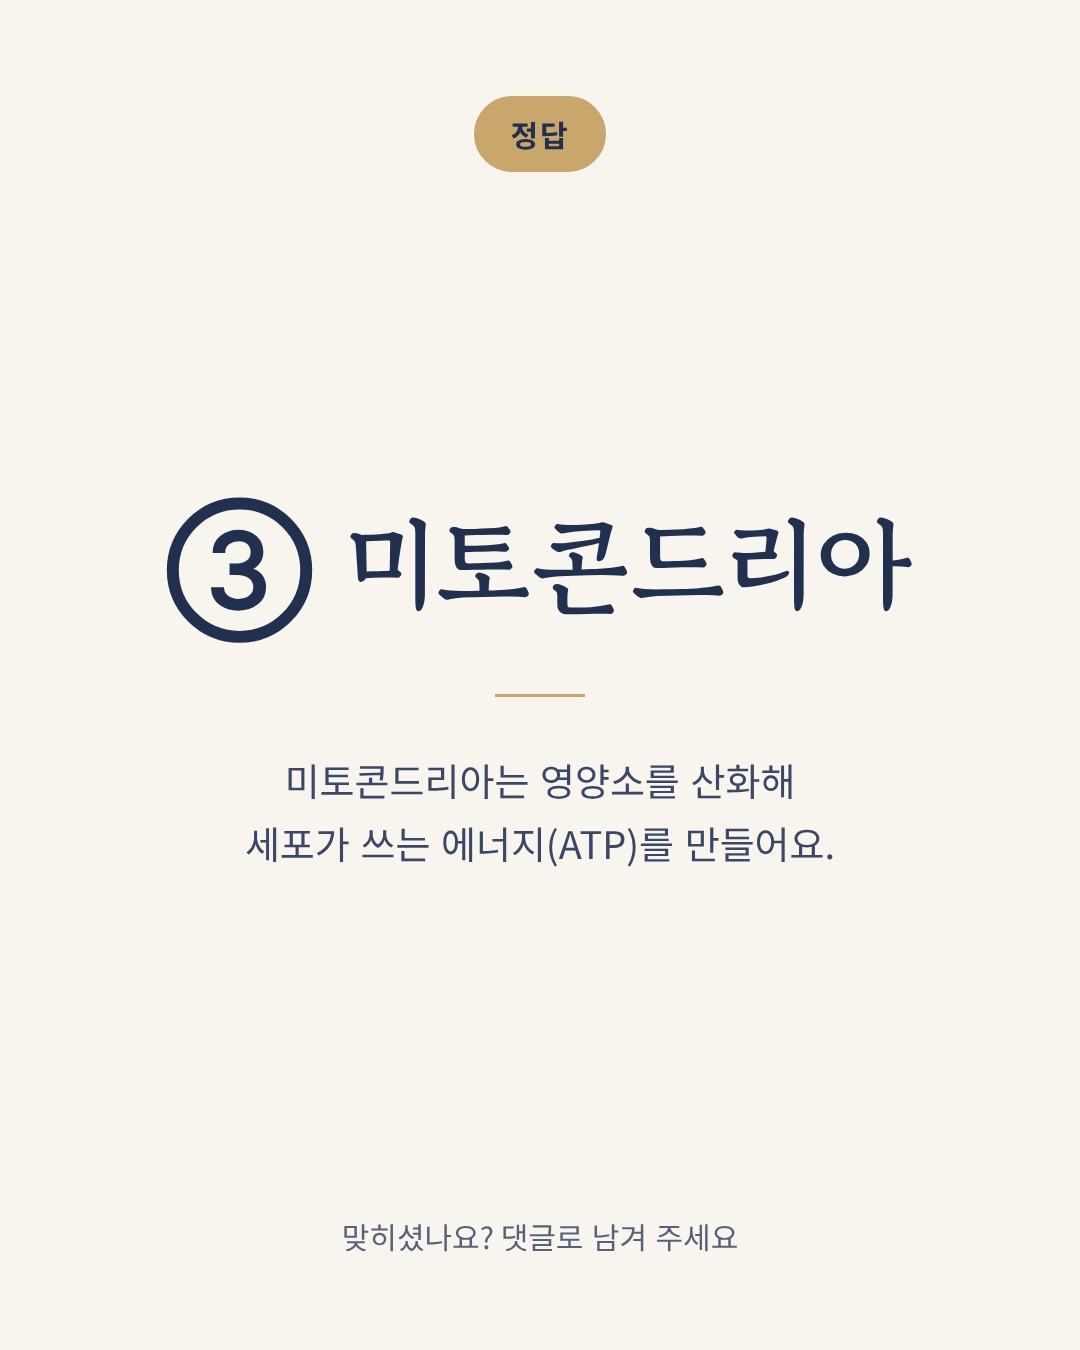 정답
③ 미토콘드리아
미토콘드리아는 영양소를 산화해
세포가 쓰는 에너지(ATP)를 만들어요.
맞히셨나요? 댓글로 남겨 주세요